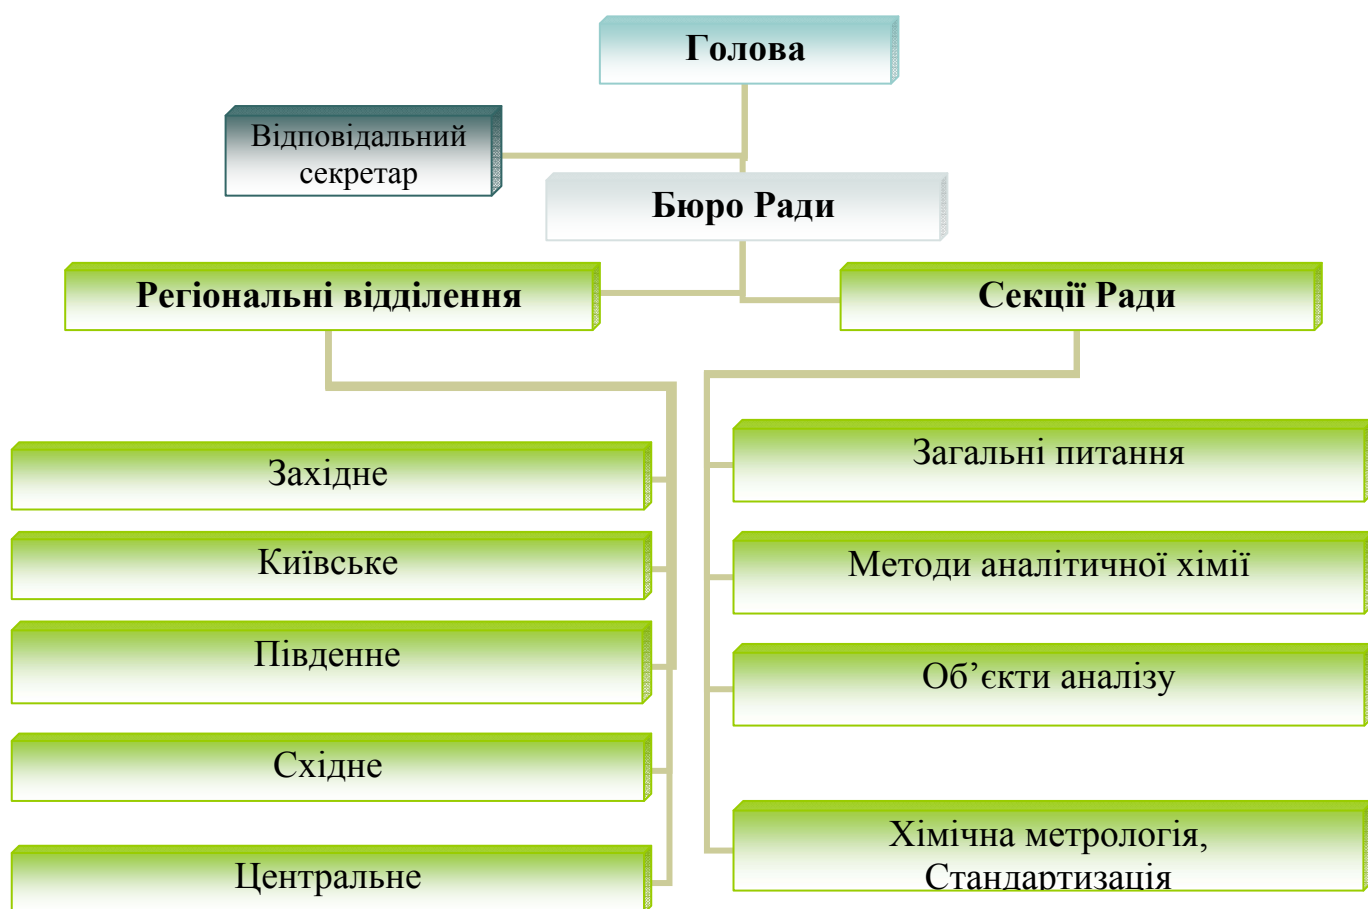 Голова
Відповідальний
секретар
Бюро Ради
Регіональні відділення
Секції Ради
Західне
Київське
Південне
Східне
Центральне
Загальні питання
Методи аналітичної хімії
Об’єкти аналізу
Хімічна метрологія,
Стандартизація